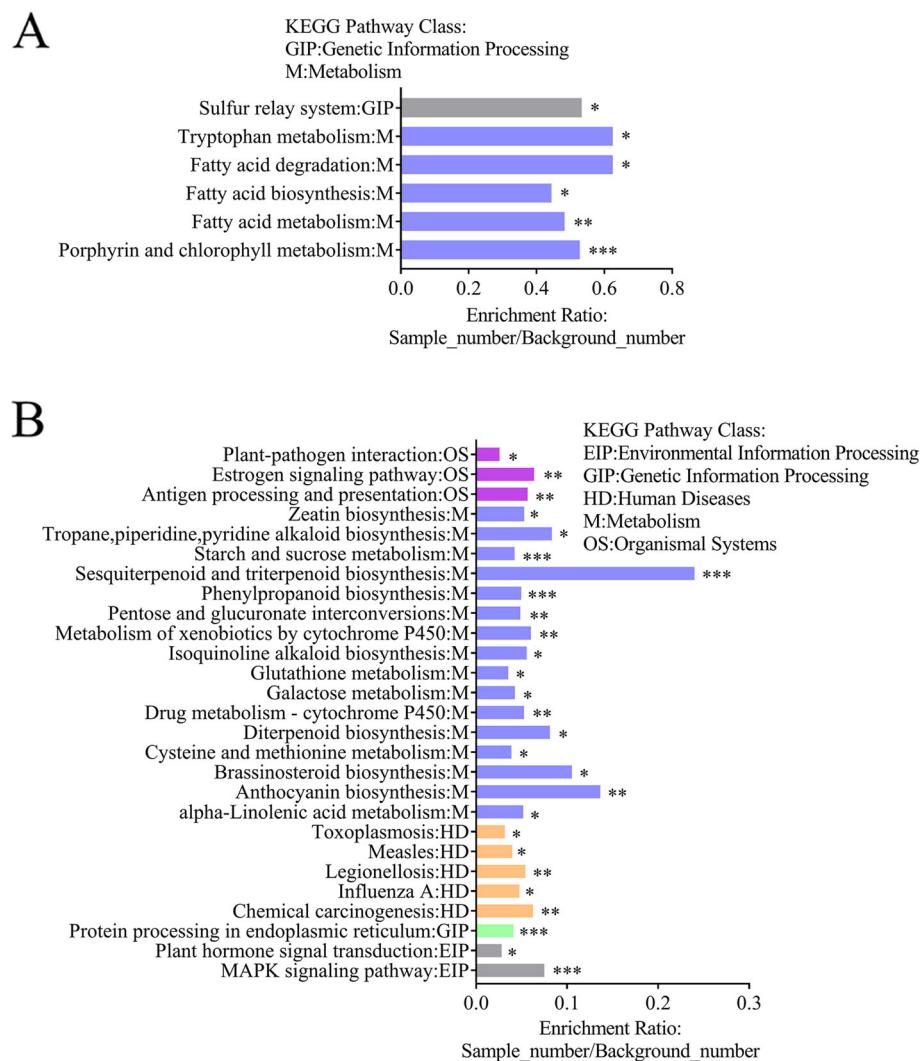 A
KEGG Pathway Class:
GIP:Genetic Information Processing
M:Metabolism
Sulfur relay system:GIP *
Tryptophan metabolism:M *
Fatty acid degradation:M *
Fatty acid biosynthesis:M *
Fatty acid metabolism:M **
Porphyrin and chlorophyll metabolism:M ***
0.0 0.2 0.4 0.6 0.8
Enrichment Ratio:
Sample_number/Background_number
B
KEGG Pathway Class:
EIP:Environmental Information Processing
GIP:Genetic Information Processing
HD:Human Diseases
M:Metabolism
OS:Organismal Systems
Plant-pathogen interaction:OS *
Estrogen signaling pathway:OS **
Antigen processing and presentation:OS **
Zeatin biosynthesis:M *
Tropane,piperidine,pyridine alkaloid biosynthesis:M *
Starch and sucrose metabolism:M ***
Sesquiterpenoid and triterpenoid biosynthesis:M ***
Phenylpropanoid biosynthesis:M ***
Pentose and glucuronate interconversions:M **
Metabolism of xenobiotics by cytochrome P450:M **
Isoquinoline alkaloid biosynthesis:M *
Glutathione metabolism:M *
Galactose metabolism:M *
Drug metabolism - cytochrome P450:M **
Diterpenoid biosynthesis:M *
Cysteine and methionine metabolism:M *
Brassinosteroid biosynthesis:M *
Anthocyanin biosynthesis:M **
alpha-Linolenic acid metabolism:M *
Toxoplasmosis:HD *
Measles:HD *
Legionellosis:HD **
Influenza A:HD *
Chemical carcinogenesis:HD **
Protein processing in endoplasmic reticulum:GIP ***
Plant hormone signal transduction:EIP *
MAPK signaling pathway:EIP ***
0.0 0.1 0.2 0.3
Enrichment Ratio:
Sample_number/Background_number